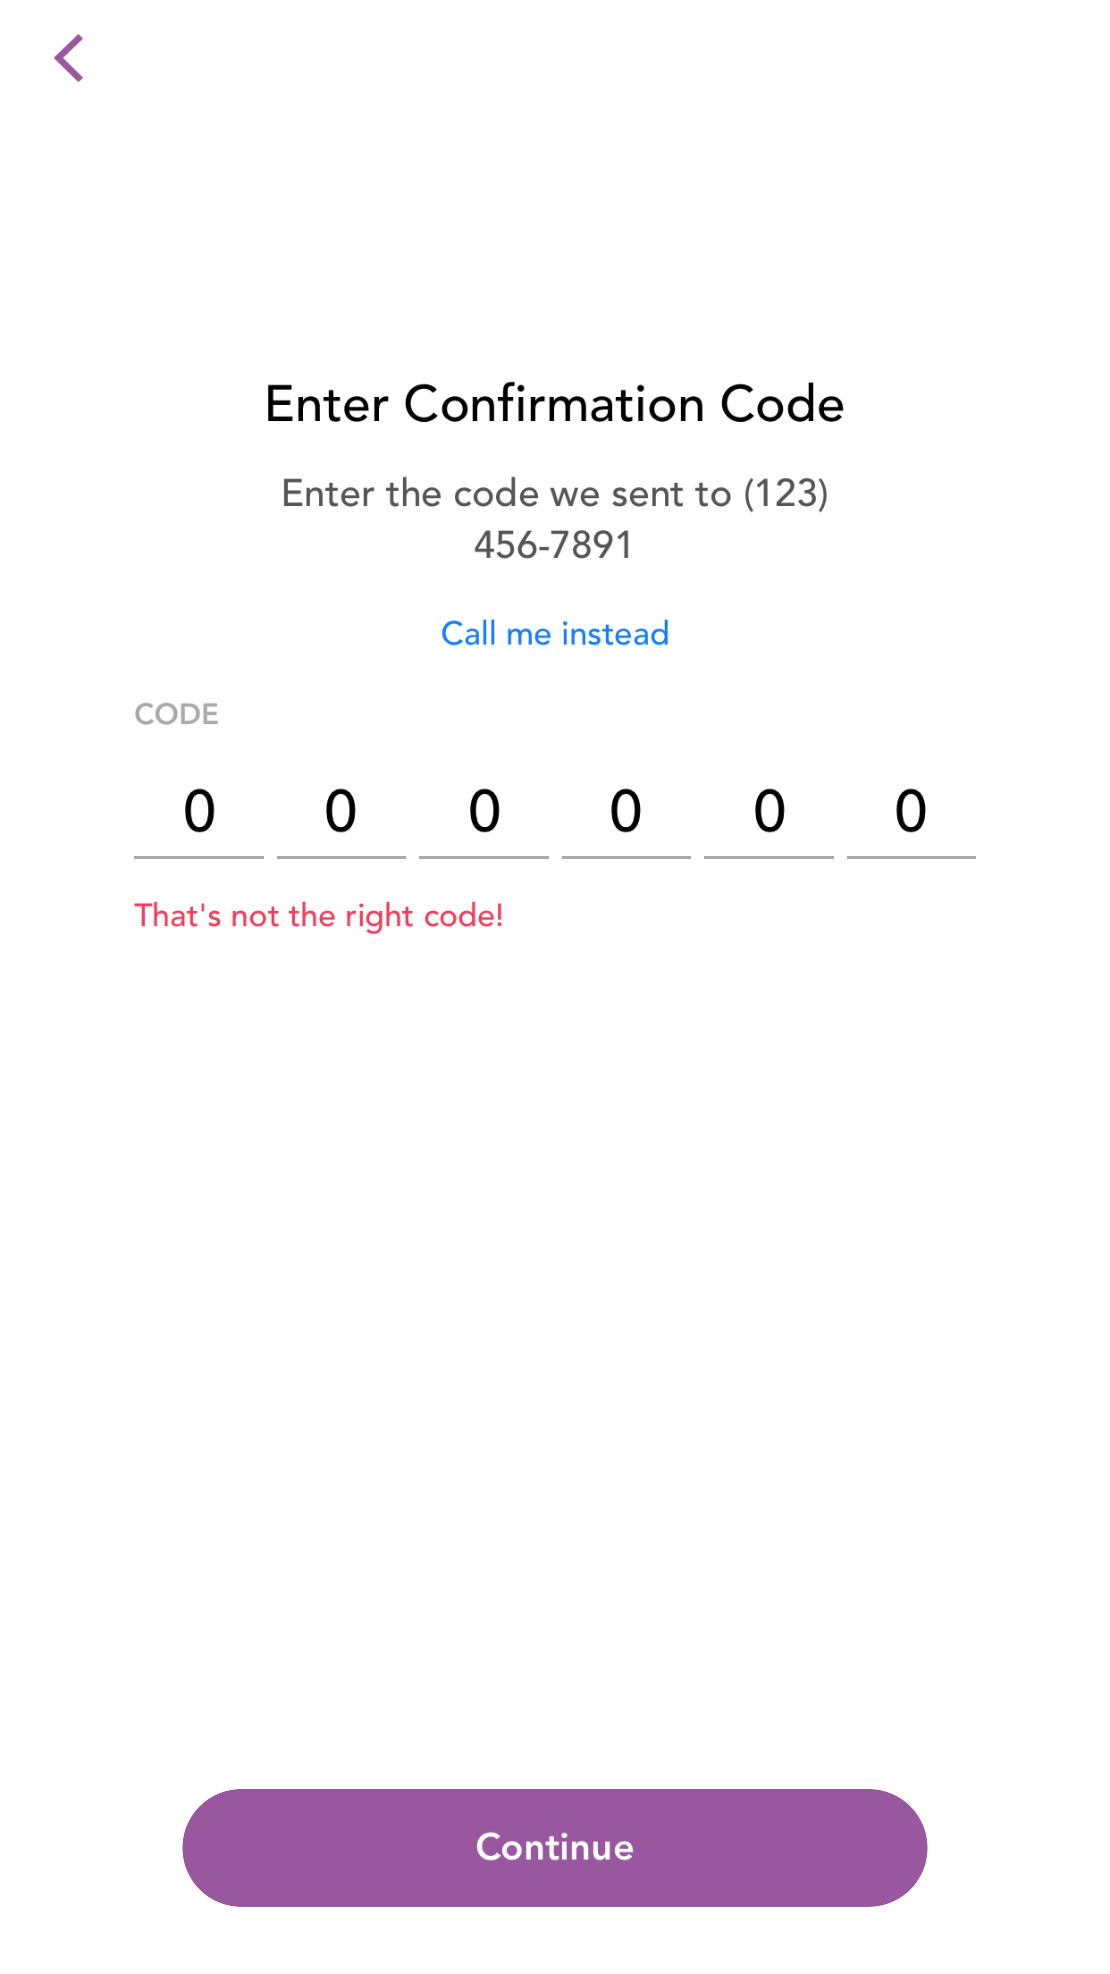 Enter Confirmation Code
Enter the code we sent to (123)
456-7891
Call me instead
CODE
0 0 0 0 0 0
That's not the right code!
Continue